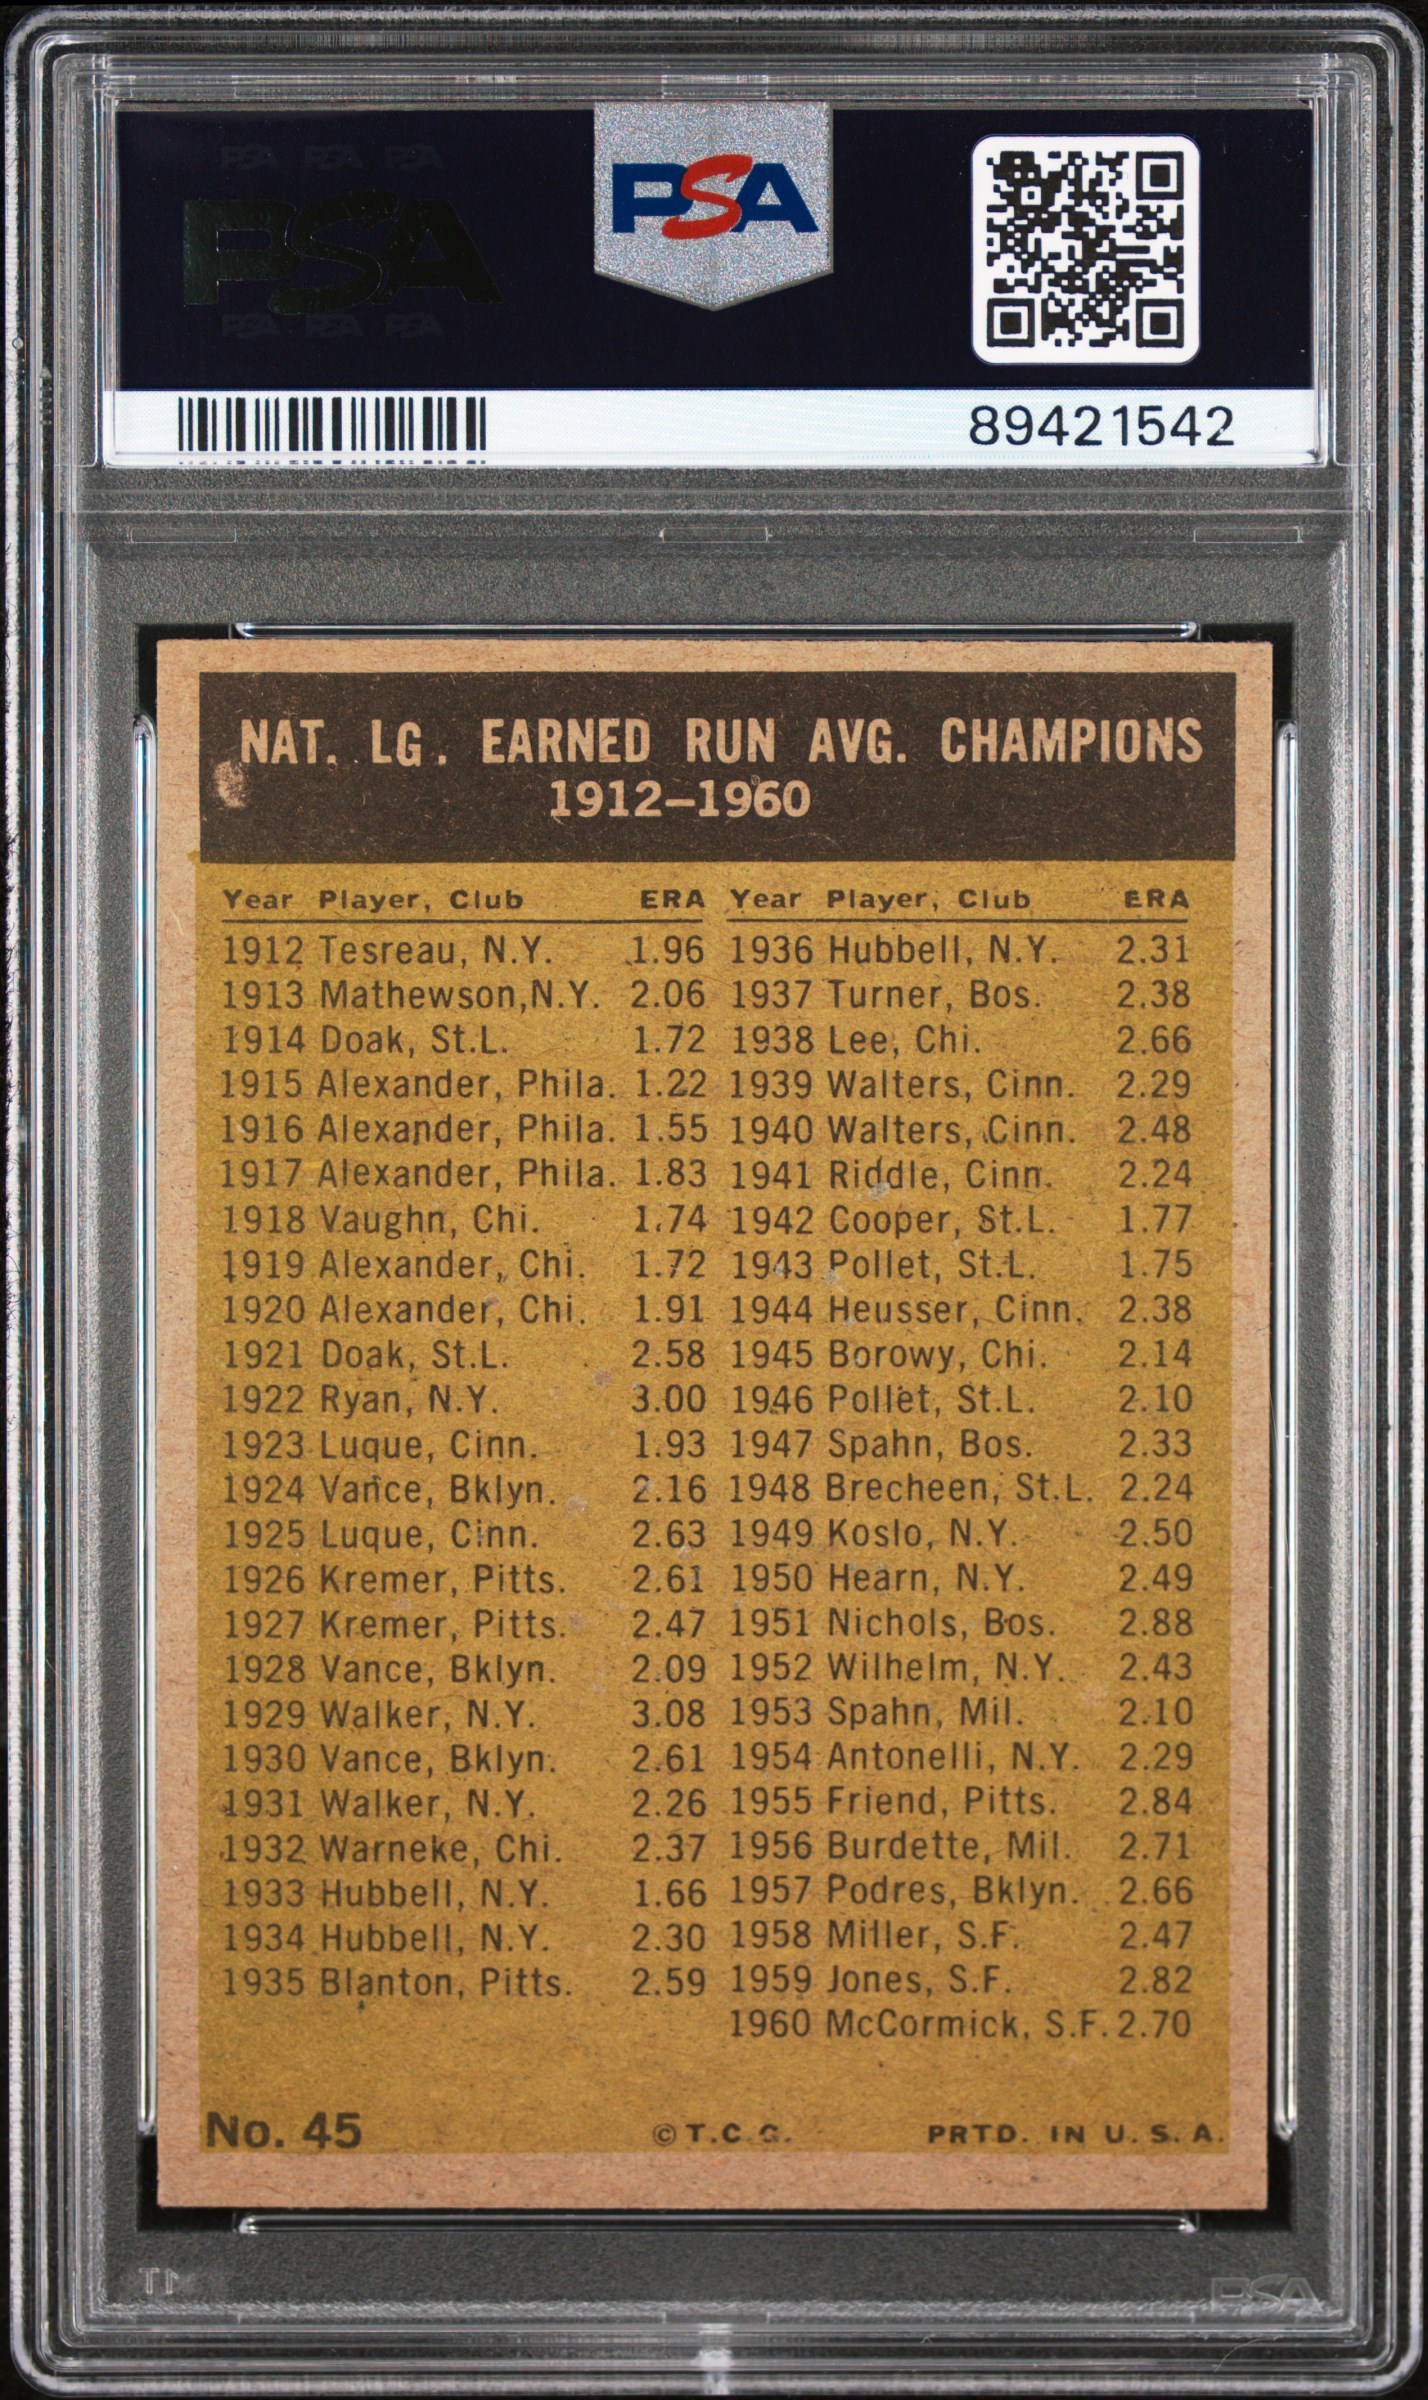 PSA PSA PSA
PSA
PSA PSA PSA
PSA
89421542
NAT. LG. EARNED RUN AVG. CHAMPIONS
1912–1960
Year Player, Club ERA Year Player, Club ERA
1912 Tesreau, N.Y. 1.96 1936 Hubbell, N.Y. 2.31
1913 Mathewson,N.Y. 2.06 1937 Turner, Bos. 2.38
1914 Doak, St.L. 1.72 1938 Lee, Chi. 2.66
1915 Alexander, Phila. 1.22 1939 Walters, Cinn. 2.29
1916 Alexander, Phila. 1.55 1940 Walters, Cinn. 2.48
1917 Alexander, Phila. 1.83 1941 Riddle, Cinn. 2.24
1918 Vaughn, Chi. 1.74 1942 Cooper, St.L. 1.77
1919 Alexander, Chi. 1.72 1943 Pollet, St.L. 1.75
1920 Alexander, Chi. 1.91 1944 Heusser, Cinn. 2.38
1921 Doak, St.L. 2.58 1945 Borowy, Chi. 2.14
1922 Ryan, N.Y. 3.00 1946 Pollet, St.L. 2.10
1923 Luque, Cinn. 1.93 1947 Spahn, Bos. 2.33
1924 Vance, Bklyn. 2.16 1948 Brecheen, St.L. 2.24
1925 Luque, Cinn. 2.63 1949 Koslo, N.Y. 2.50
1926 Kremer, Pitts. 2.61 1950 Hearn, N.Y. 2.49
1927 Kremer, Pitts. 2.47 1951 Nichols, Bos. 2.88
1928 Vance, Bklyn. 2.09 1952 Wilhelm, N.Y. 2.43
1929 Walker, N.Y. 3.08 1953 Spahn, Mil. 2.10
1930 Vance, Bklyn. 2.61 1954 Antonelli, N.Y. 2.29
1931 Walker, N.Y. 2.26 1955 Friend, Pitts. 2.84
1932 Warneke, Chi. 2.37 1956 Burdette, Mil. 2.71
1933 Hubbell, N.Y. 1.66 1957 Podres, Bklyn. 2.66
1934 Hubbell, N.Y. 2.30 1958 Miller, S.F. 2.47
1935 Blanton, Pitts. 2.59 1959 Jones, S.F. 2.82
1960 McCormick, S.F. 2.70
No. 45 ©T.C.G. PRTD. IN U.S.A.
PSA